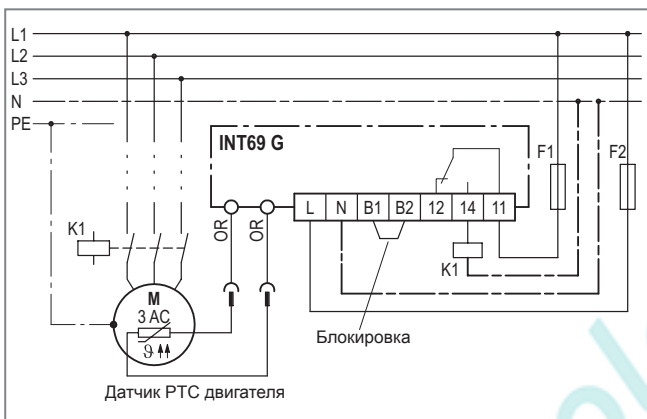 L1
L2
L3
N
PE
INT69 G
F1
F2
L N B1 B2 12 14 11
OR
OR
K1
K1
M
3 AC
ϑ
Блокировка
Датчик PTC двигателя